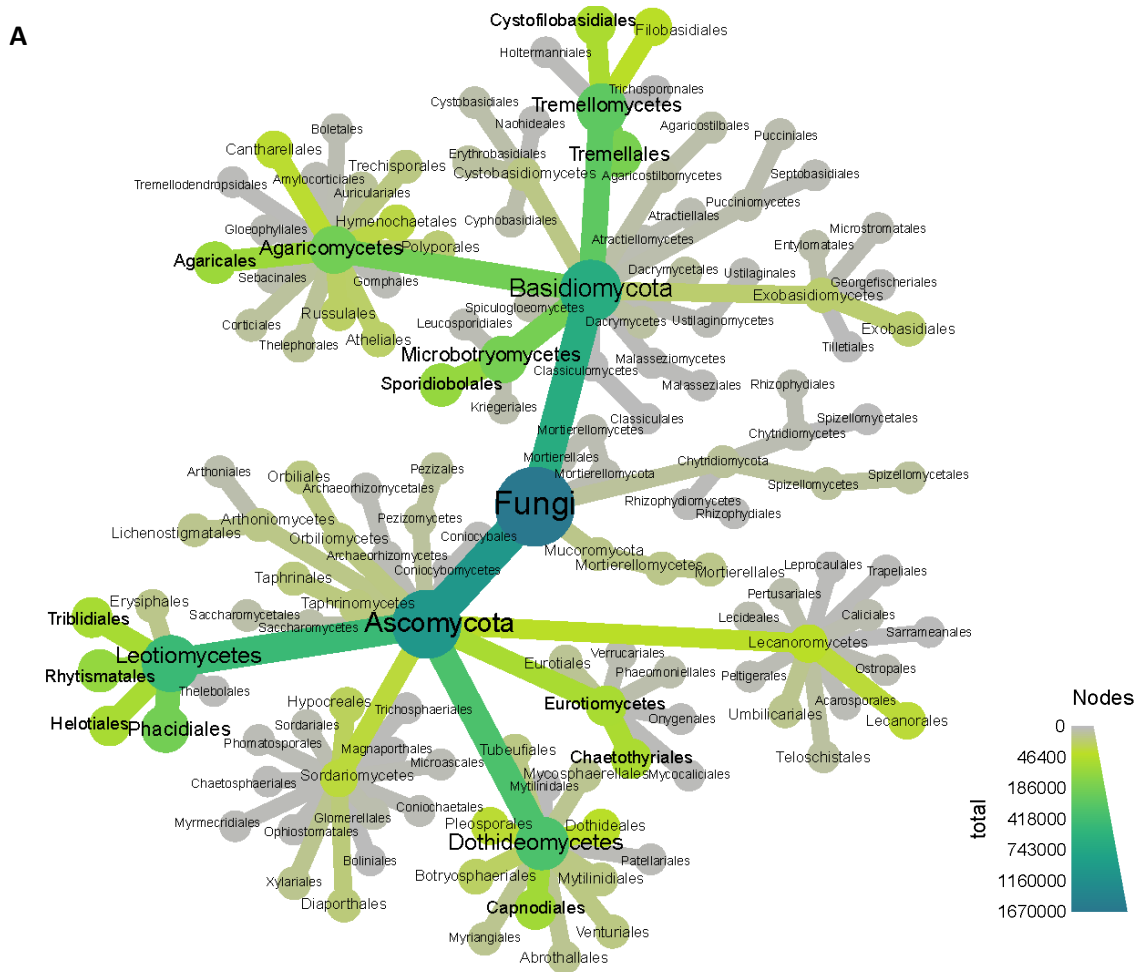 A
Cystofilobasidiales
Filobasidiales
Holtermanniales
Trichosporonales
Tremellomycetes
Cystobasidiales
Naohideales
Agaricostilbales
Pucciniales
Boletales
Cantharellales
Erythrobasidiales
Tremellales
Trechisporales
Cystobasidiomycetes
Agaricostilbomycetes
Septobasidiales
Tremellodendropsidales
Amylocorticiales
Auriculariales
Pucciniomycetes
Cyphobasidiales
Atractiellales
Hymenochaetales
Gloeophyllales
Microstromatales
Atractiellomycetes
Entylomatales
Agaricomycetes
Polyporales
Agaricales
Dacrymycetales
Ustilaginales
Sebacinales
Gomphales
Basidiomycota
Georgefischeriales
Exobasidiomycetes
Spiculogloeomycetes
Russulales
Corticiales
Leucosporidiales
Dacrymycetes
Ustilaginomycetes
Exobasidiales
Atheliales
Thelephorales
Tilletiales
Microbotryomycetes
Malasseziomycetes
Classiculomycetes
Sporidiobolales
Malasseziales
Rhizophydiales
Kriegeriales
Classiculales
Spizellomycetales
Mortierellomycetes
Chytridiomycetes
Mortierellales
Chytridiomycota
Arthoniales
Pezizales
Mortierellomycota
Orbiliales
Spizellomycetales
Archaeorhizomycetales
Spizellomycetes
Fungi
Rhizophydiomycetes
Rhizophydiales
Arthoniomycetes
Pezizomycetes
Lichenostigmatales
Orbiliomycetes
Coniocybales
Mucoromycota
Archaeorhizomycetes
Leprocaulales
Mortierellomycetes
Coniocybomycetes
Trapeliales
Taphrinales
Mortierellales
Pertusariales
Erysiphales
Taphrinomycetes
Triblidiales
Saccharomycetales
Lecideales
Caliciales
Ascomycota
Saccharomycetes
Sarrameanales
Lecanoromycetes
Leotiomycetes
Verrucariales
Eurotiales
Ostropales
Rhytismatales
Phaeomoniellales
Peltigerales
Thelebolales
Hypocreales
Acarosporales
Eurotiomycetes
Nodes
Trichosphaeriales
Umbilicariales
Lecanorales
Helotiales
Phacidiales
Sordariales
Onygenales
0
Phomatosporales
Magnaporthales
Tubeufiales
Chaetothyriales
Teloschistales
46400
Microascales
Sordariomycetes
Mycosphaerellales
Mycocaliciales
Chaetosphaeriales
Mytilinidales
186000
Coniochaetales
total
Glomerellales
Pleosporales
Dothideales
418000
Myrmecridiales
Ophiostomatales
Dothideomycetes
743000
Boliniales
Patellariales
Xylariales
Botryosphaeriales
Mytilinidiales
1160000
Diaporthales
Capnodiales
1670000
Myriangiales
Venturiales
Abrothallales